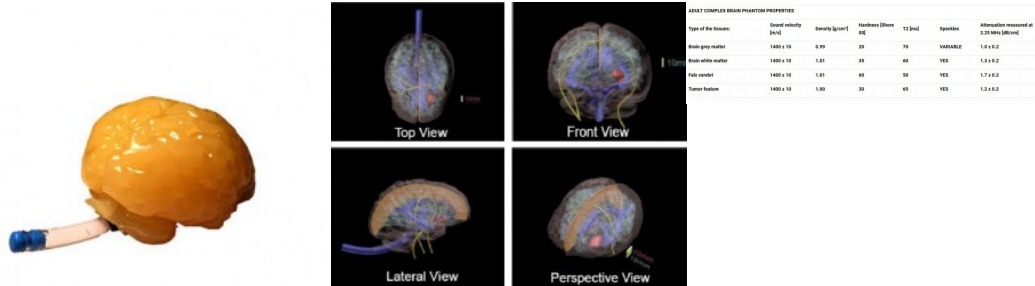 Top View
Front View
10mm
Lateral View
Perspective View
10mm
ADULT COMPLEX BRAIN PHANTOM PROPERTIES
Type of the tissues: Sound velocity [m/s] Density [g/cm³] Hardness [Shore 00] T2 [ms] Speckles Attenuation measured at 2.25 MHz [dB/cm]
Brain grey matter 1400 ± 10 0.99 20 70 VARIABLE 1.0 ± 0.2
Brain white matter 1400 ± 10 1.01 35 60 YES 1.3 ± 0.2
Falx cerebri 1400 ± 10 1.01 60 50 YES 1.7 ± 0.2
Tumor feature 1400 ± 10 1.00 30 65 YES 1.2 ± 0.2